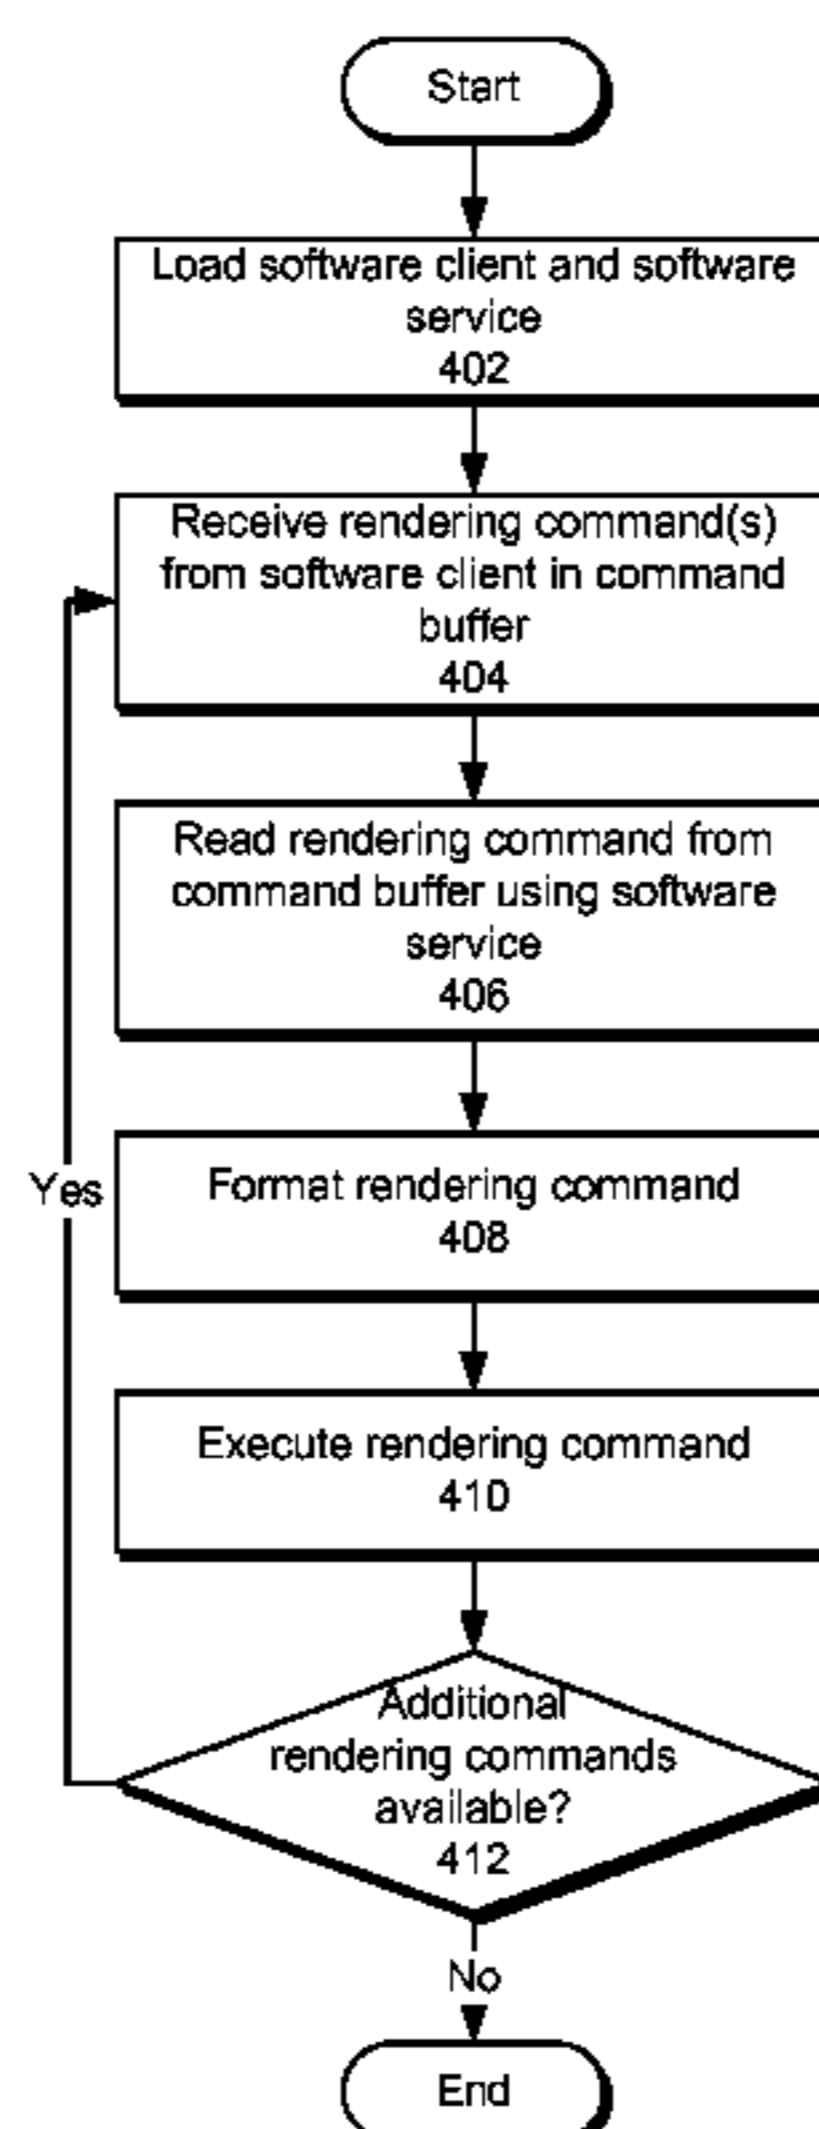 Start
Load software client and software
service
402
Receive rendering command(s)
from software client in command
buffer
404
Read rendering command from
command buffer using software
service
406
Yes
Format rendering command
408
Execute rendering command
410
Additional
rendering commands
available?
412
No
End